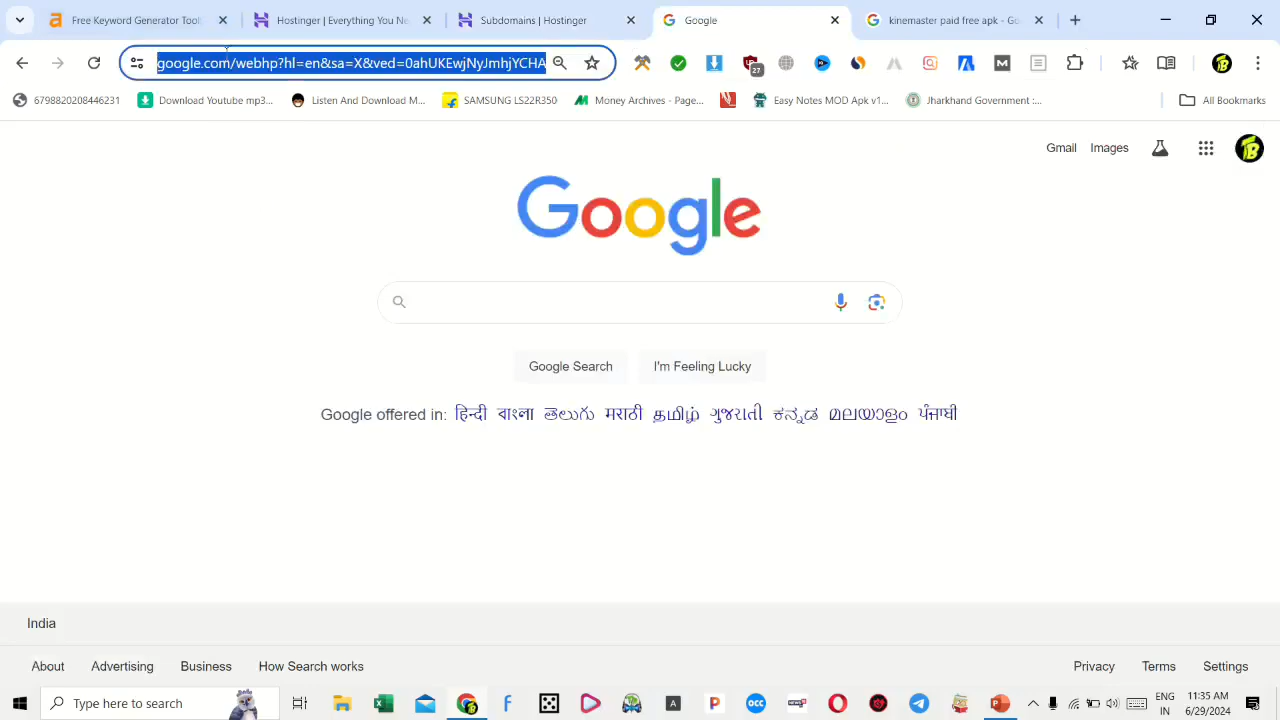 Free Keyword Generator Tool
Hostinger | Everything You Ne
Subdomains | Hostinger
Google
kinemaster paid free apk - Go
google.com/webhp?hl=en&sa=X&ved=0ahUKEwjNyJmhjYCHA
27
TB
6798820208446231
Download Youtube mp3...
Listen And Download M...
SAMSUNG LS22R350
Money Archives - Page...
Easy Notes MOD Apk v1...
Jharkhand Government :...
All Bookmarks
Gmail
Images
TB
Google
Google Search
I'm Feeling Lucky
Google offered in: हिन्दी বাংলা తెలుగు मराठी தமிழ் ગુજરાતી ಕನ್ನಡ മലയാളം ਪੰਜਾਬੀ
India
About
Advertising
Business
How Search works
Privacy
Terms
Settings
Type here to search
ENG
IN
11:35 AM
6/29/2024